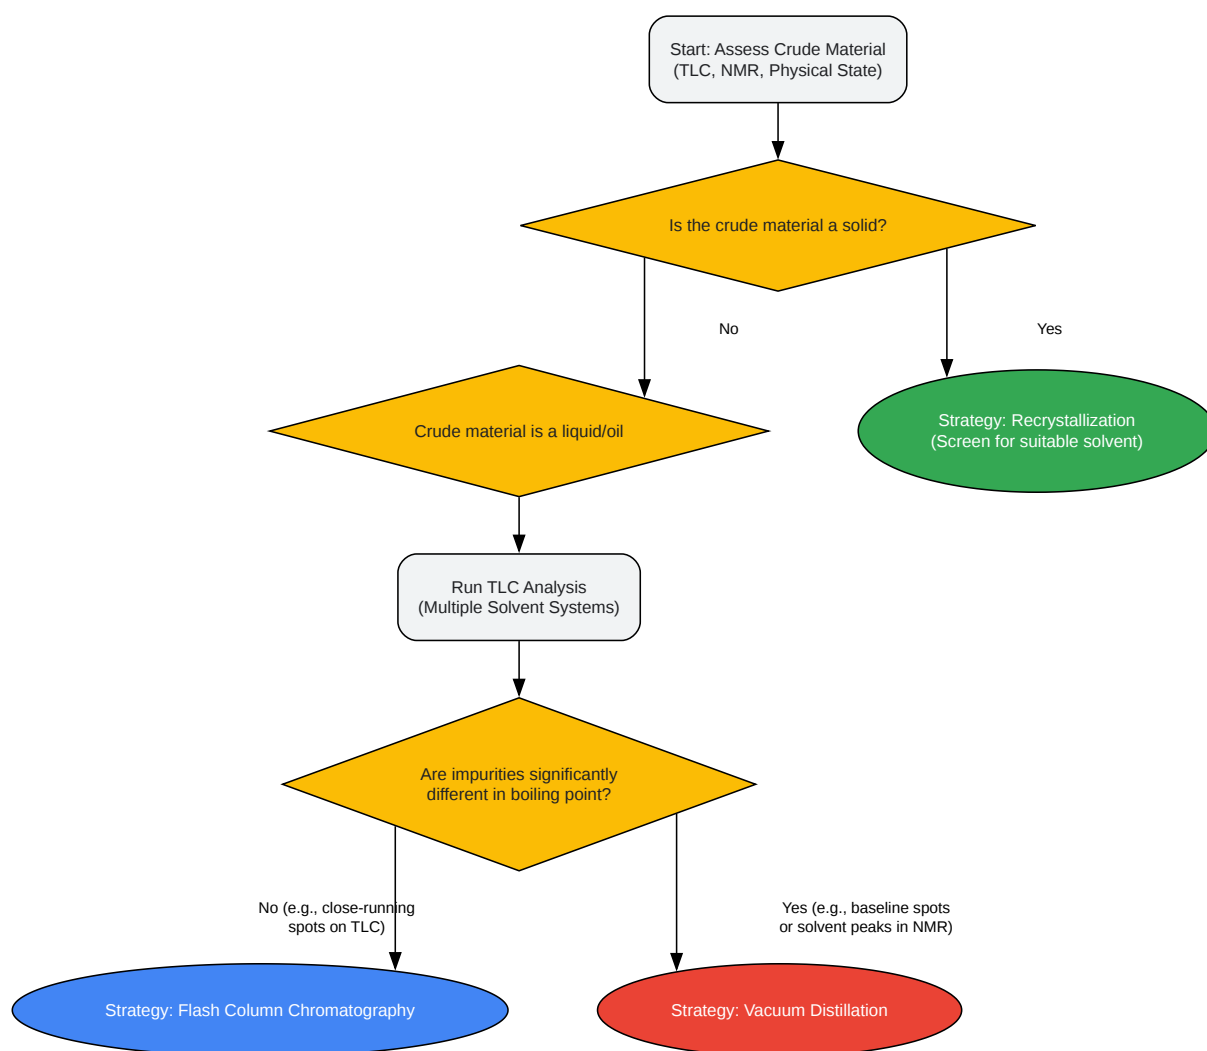 Start: Assess Crude Material
(TLC, NMR, Physical State)
Is the crude material a solid?
No
Yes
Crude material is a liquid/oil
Strategy: Recrystallization
(Screen for suitable solvent)
Run TLC Analysis
(Multiple Solvent Systems)
Are impurities significantly
different in boiling point?
No (e.g., close-running
spots on TLC)
Yes (e.g., baseline spots
or solvent peaks in NMR)
Strategy: Flash Column Chromatography
Strategy: Vacuum Distillation